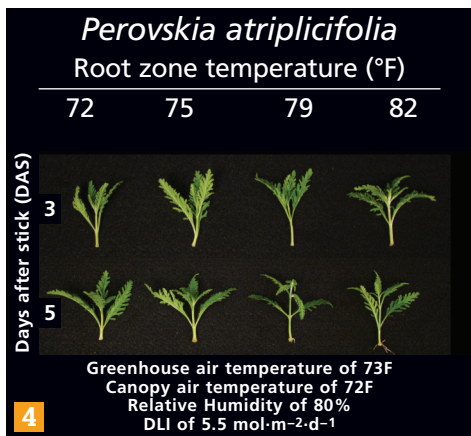 Perovskia atriplicifolia
Root zone temperature (°F)
72 75 79 82
Days after stick (DAS)
3
5
Greenhouse air temperature of 73F
Canopy air temperature of 72F
Relative Humidity of 80%
DLI of 5.5 mol·m−2·d−1
4